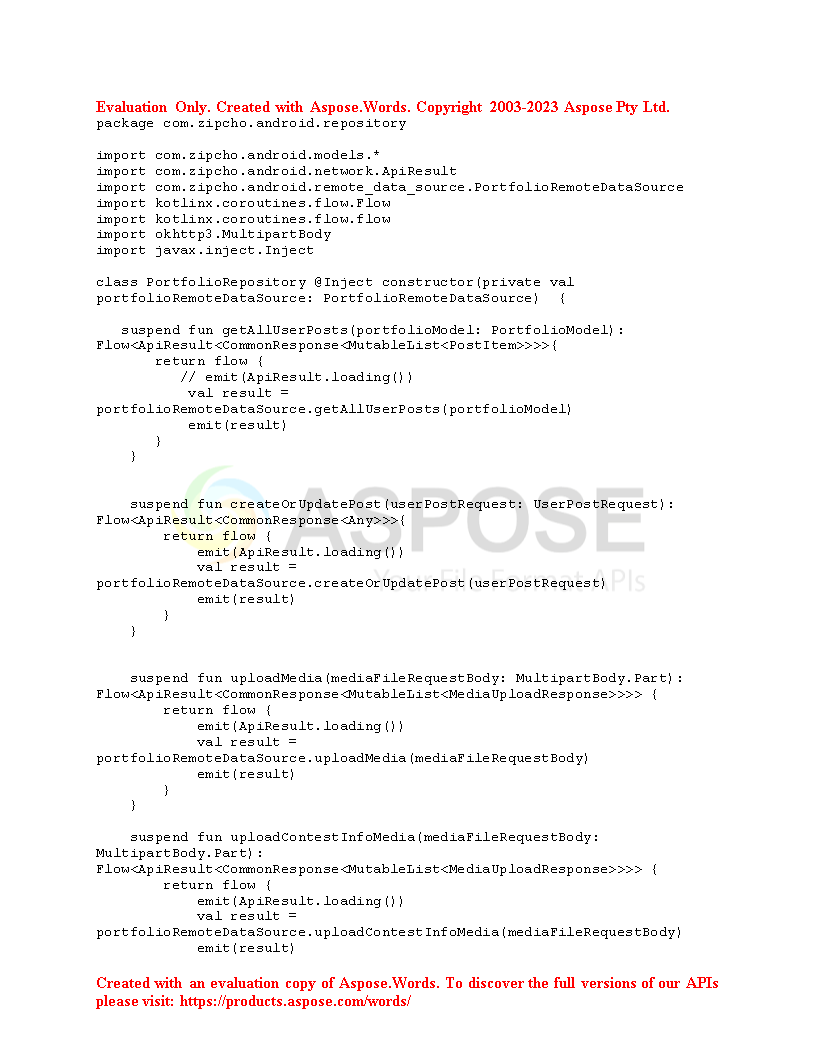 Evaluation Only. Created with Aspose.Words. Copyright 2003-2023 Aspose Pty Ltd.
package com.zipcho.android.repository
import com.zipcho.android.models.*
import com.zipcho.android.network.ApiResult
import com.zipcho.android.remote_data_source.PortfolioRemoteDataSource
import kotlinx.coroutines.flow.Flow
import kotlinx.coroutines.flow.flow
import okhttp3.MultipartBody
import javax.inject.Inject
class PortfolioRepository @Inject constructor(private val
portfolioRemoteDataSource: PortfolioRemoteDataSource)  {
   suspend fun getAllUserPosts(portfolioModel: PortfolioModel):
Flow<ApiResult<CommonResponse<MutableList<PostItem>>>>{
       return flow {
          // emit(ApiResult.loading())
           val result =
portfolioRemoteDataSource.getAllUserPosts(portfolioModel)
           emit(result)
       }
    }
ASPOSE
    suspend fun createOrUpdatePost(userPostRequest: UserPostRequest):
Flow<ApiResult<CommonResponse<Any>>>{
        return flow {
            emit(ApiResult.loading())
            val result =
Your File Format APIs
portfolioRemoteDataSource.createOrUpdatePost(userPostRequest)
            emit(result)
        }
    }
    suspend fun uploadMedia(mediaFileRequestBody: MultipartBody.Part):
Flow<ApiResult<CommonResponse<MutableList<MediaUploadResponse>>>> {
        return flow {
            emit(ApiResult.loading())
            val result =
portfolioRemoteDataSource.uploadMedia(mediaFileRequestBody)
            emit(result)
        }
    }
    suspend fun uploadContestInfoMedia(mediaFileRequestBody:
MultipartBody.Part):
Flow<ApiResult<CommonResponse<MutableList<MediaUploadResponse>>>> {
        return flow {
            emit(ApiResult.loading())
            val result =
portfolioRemoteDataSource.uploadContestInfoMedia(mediaFileRequestBody)
            emit(result)
Created with an evaluation copy of Aspose.Words. To discover the full versions of our APIs
please visit: https://products.aspose.com/words/